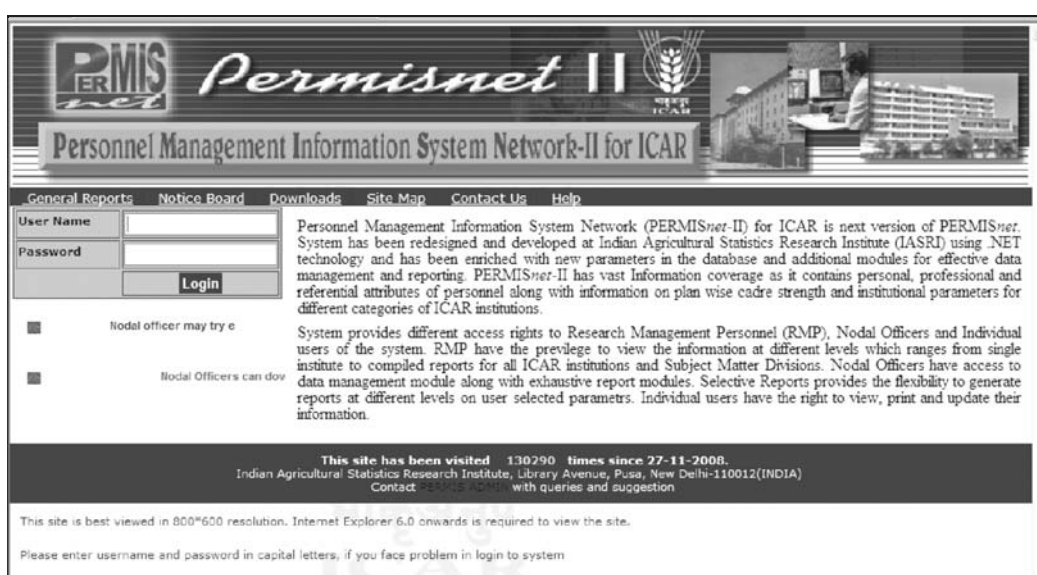 PERMIS
net
Permisnet II
ICAR
Personnel Management Information System Network-II for ICAR
General Reports Notice Board Downloads Site Map Contact Us Help
User Name
Password
Login
Nodal officer may try e
Nodal Officers can dov
Personnel Management Information System Network (PERMISnet-II) for ICAR is next version of PERMISnet.
System has been redesigned and developed at Indian Agricultural Statistics Research Institute (IASRI) using .NET
technology and has been enriched with new parameters in the database and additional modules for effective data
management and reporting. PERMISnet-II has vast Information coverage as it contains personal, professional and
referential attributes of personnel along with information on plan wise cadre strength and institutional parameters for
different categories of ICAR institutions.
System provides different access rights to Research Management Personnel (RMP), Nodal Officers and Individual
users of the system. RMP have the previlege to view the information at different levels which ranges from single
institute to compiled reports for all ICAR institutions and Subject Matter Divisions. Nodal Officers have access to
data management module along with exhaustive report modules. Selective Reports provides the flexibility to generate
reports at different levels on user selected parametrs. Individual users have the right to view, print and update their
information.
This site has been visited 130290 times since 27-11-2008.
Indian Agricultural Statistics Research Institute, Library Avenue, Pusa, New Delhi-110012(INDIA)
Contact PERMIS ADMIN with queries and suggestion
This site is best viewed in 800*600 resolution. Internet Explorer 6.0 onwards is required to view the site.
Please enter username and password in capital letters, if you face problem in login to system
ICAR